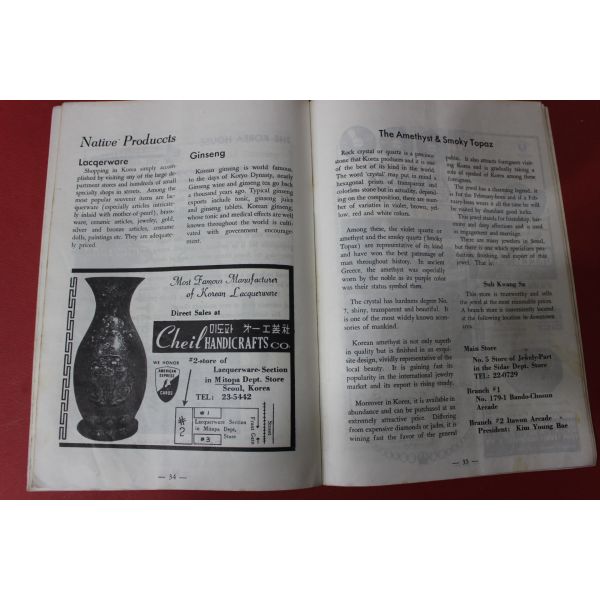 Native Products
Lacqerware
Shopping in Korea simply accom-
plished by visiting any of the large de-
partment stores and hundreds of small
specialty shops in street. Among the
most popular souvenir items are lac-
querware (especially articles intricate-
ly inlaid with mother-of-pearl), brass-
ware, ceramic articles, jewelry, gold,
silver and bronze articles, costume
dolls, paintings etc. They are adequate-
ly priced.
Ginseng
Korean ginseng is world famous,
to the days of Koryo Dynasty, nearly
a thousand years ago. Typical ginseng
exports include tonic, ginseng juice
and ginseng tablets. Korean ginseng,
whose tonic and medical effects are well
known throughout the world is culti-
vated with government encourage-
ment.
Most Famous Manufacturer
of Korean Lacquerware
Direct Sales at
Cheil HANDICRAFTS CO.
WE HONOR
AMERICAN
EXPRESS
CARDS
#2-store of
Lacquerware-Section
in Mitopa Dept. Store
Seoul, Korea
TEL: 23-5442
#1
#2
Lacquerware Section
in Mitopa Dept,
Store
#3
Front Gate
Street
— 34 —
The Amethyst & Smoky Topaz
Rock crystal or quartz is a precious
stone that Korea products and it is one
of the best of its kind in the world.
The word 'crystal' may put in mind a
hexagonal prism of transparent and
colorless stone but in actuality, depend-
ing on the composition, there are num-
ber of varieties in violet, brown, yel-
low, red and white colors.
Among these, the violet quartz or
amethyst and the smoky quartz (Smoky
Topaz) are representative of its kind
and have won the best patronage of
man throughout history. In ancient
Greece, the amethyst was especially
worn by the noble as its purple color
was their status symbol then.
The crystal has hardness degree No.
7, shiny, transparent and beautiful. It
is one of the most widely known acces-
sories of mankind.
Korean amethyst is not only superb
in quality but is finished in an exqui-
site design, vividly representative of the
local beauty. It is gaining fast its
popularity in the international jewelry
market and its export is rising steady.
Moreover in Korea, it is available in
abundance and can be purchased at an
extremely attractive price. Differing
from expensive diamonds or jades, it is
wining fast the favor of the general
public. It also attracts foreigners visit-
ing Korea and is gradually taking a
role of symbol of Korea among these
foreigners.
The jewel has a charming legend, it
is for the February-born and if a Feb-
ruary-born wears it all the time he will
be visited by abundant good lucks.
This jewel stands for friendship, har-
mony and deep affections and is used
in engagement and marriage.
There are many jewelers in Seoul,
but there is one which specializes pro-
duction, finishing, and export of this
jewel. That is:
Suh Kwang Sa
This store is trustworthy and sells
the jewel at the most reasonable prices.
A branch store is conveniently located
at the following location in downtown
Main Store
No. 5 Store of Jewely-Part
in the Sidae Dept. Store
TEL: 22-0729
Branch #1
No. 179-1 Bando-Chosun
Arcade
Branch #2 Itawon Arcade
President: Kim Young Bae
— 35 —